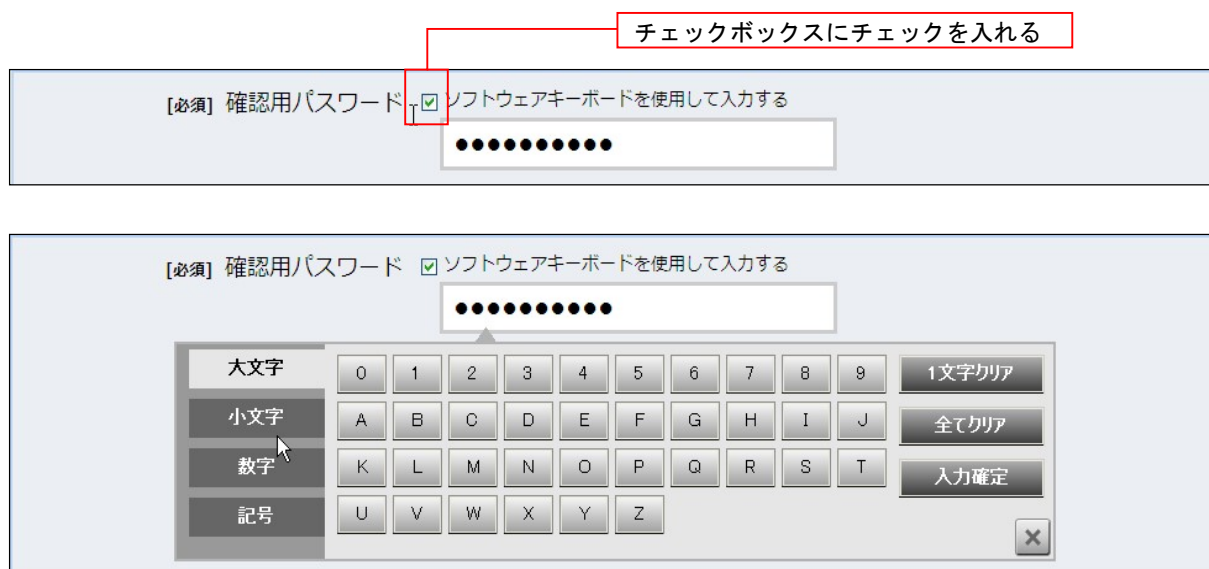 チェックボックスにチェックを入れる
[必須] 確認用パスワード ソフトウェアキーボードを使用して入力する
●●●●●●●●●●
[必須] 確認用パスワード ソフトウェアキーボードを使用して入力する
●●●●●●●●●●
大文字 0 1 2 3 4 5 6 7 8 9 1文字クリア
小文字 A B C D E F G H I J 全てクリア
数字 K L M N O P Q R S T 入力確定
記号 U V W X Y Z
×